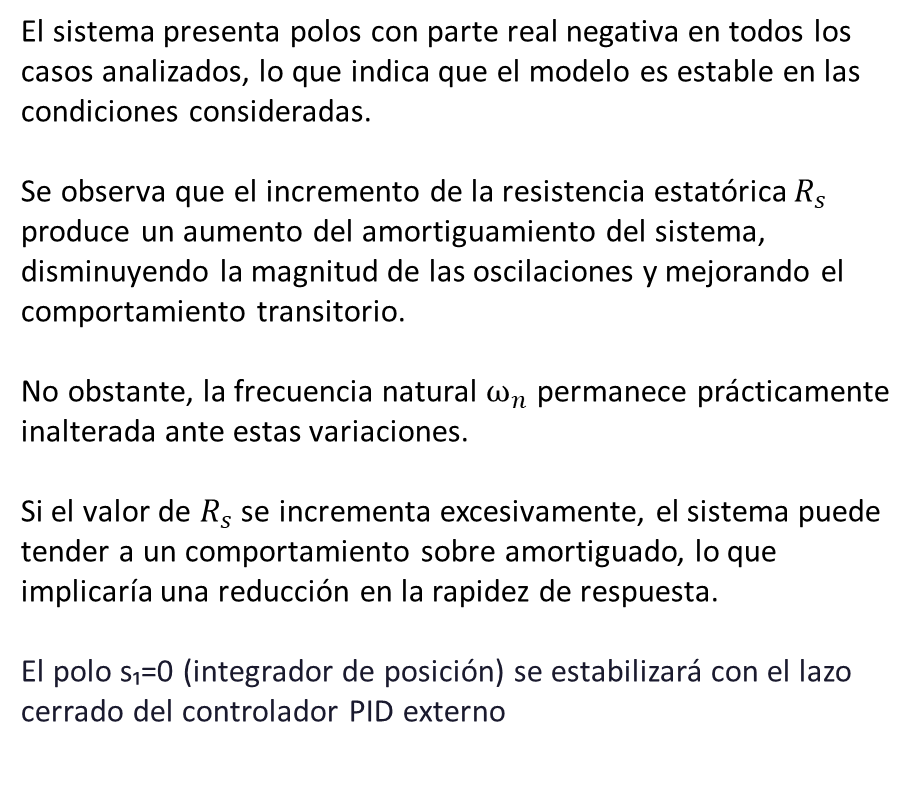 El sistema presenta polos con parte real negativa en todos los
casos analizados, lo que indica que el modelo es estable en las
condiciones consideradas.
Se observa que el incremento de la resistencia estatórica Rₛ
produce un aumento del amortiguamiento del sistema,
disminuyendo la magnitud de las oscilaciones y mejorando el
comportamiento transitorio.
No obstante, la frecuencia natural ωₙ permanece prácticamente
inalterada ante estas variaciones.
Si el valor de Rₛ se incrementa excesivamente, el sistema puede
tender a un comportamiento sobre amortiguado, lo que
implicaría una reducción en la rapidez de respuesta.
El polo s₁=0 (integrador de posición) se estabilizará con el lazo
cerrado del controlador PID externo